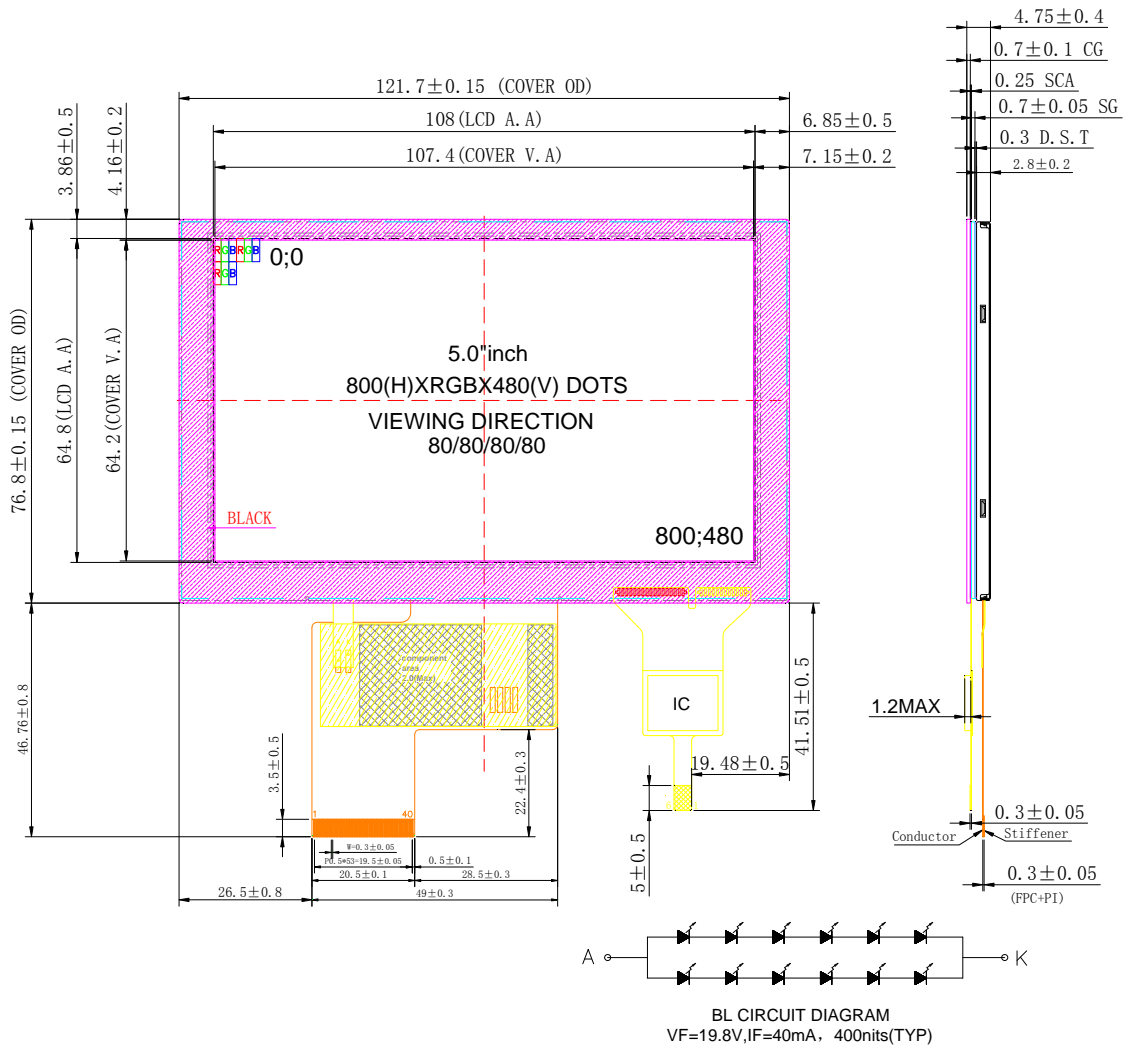 4.75±0.4
0.7±0.1 CG
0.25 SCA
0.7±0.05 SG
0.3 D.S.T
2.8±0.2
121.7±0.15 (COVER OD)
108(LCD A.A)
6.85±0.5
107.4(COVER V.A)
7.15±0.2
3.86±0.5
4.16±0.2
76.8±0.15 (COVER OD)
64.8(LCD A.A)
64.2(COVER V.A)
RGBRGB
RGB
0;0
5.0"inch
800(H)XRGBX480(V) DOTS
VIEWING DIRECTION
80/80/80/80
BLACK
800;480
component
area
2.0(Max)
IC
46.76±0.8
3.5±0.5
22.4±0.3
41.51±0.5
19.48±0.5
5±0.5
1 40
W=0.3±0.05
P0.5*53=19.5±0.05
0.5±0.1
20.5±0.1
28.5±0.3
26.5±0.8
49±0.3
1.2MAX
0.3±0.05
Conductor
Stiffener
0.3±0.05
(FPC+PI)
A
K
BL CIRCUIT DIAGRAM
VF=19.8V,IF=40mA，400nits(TYP)